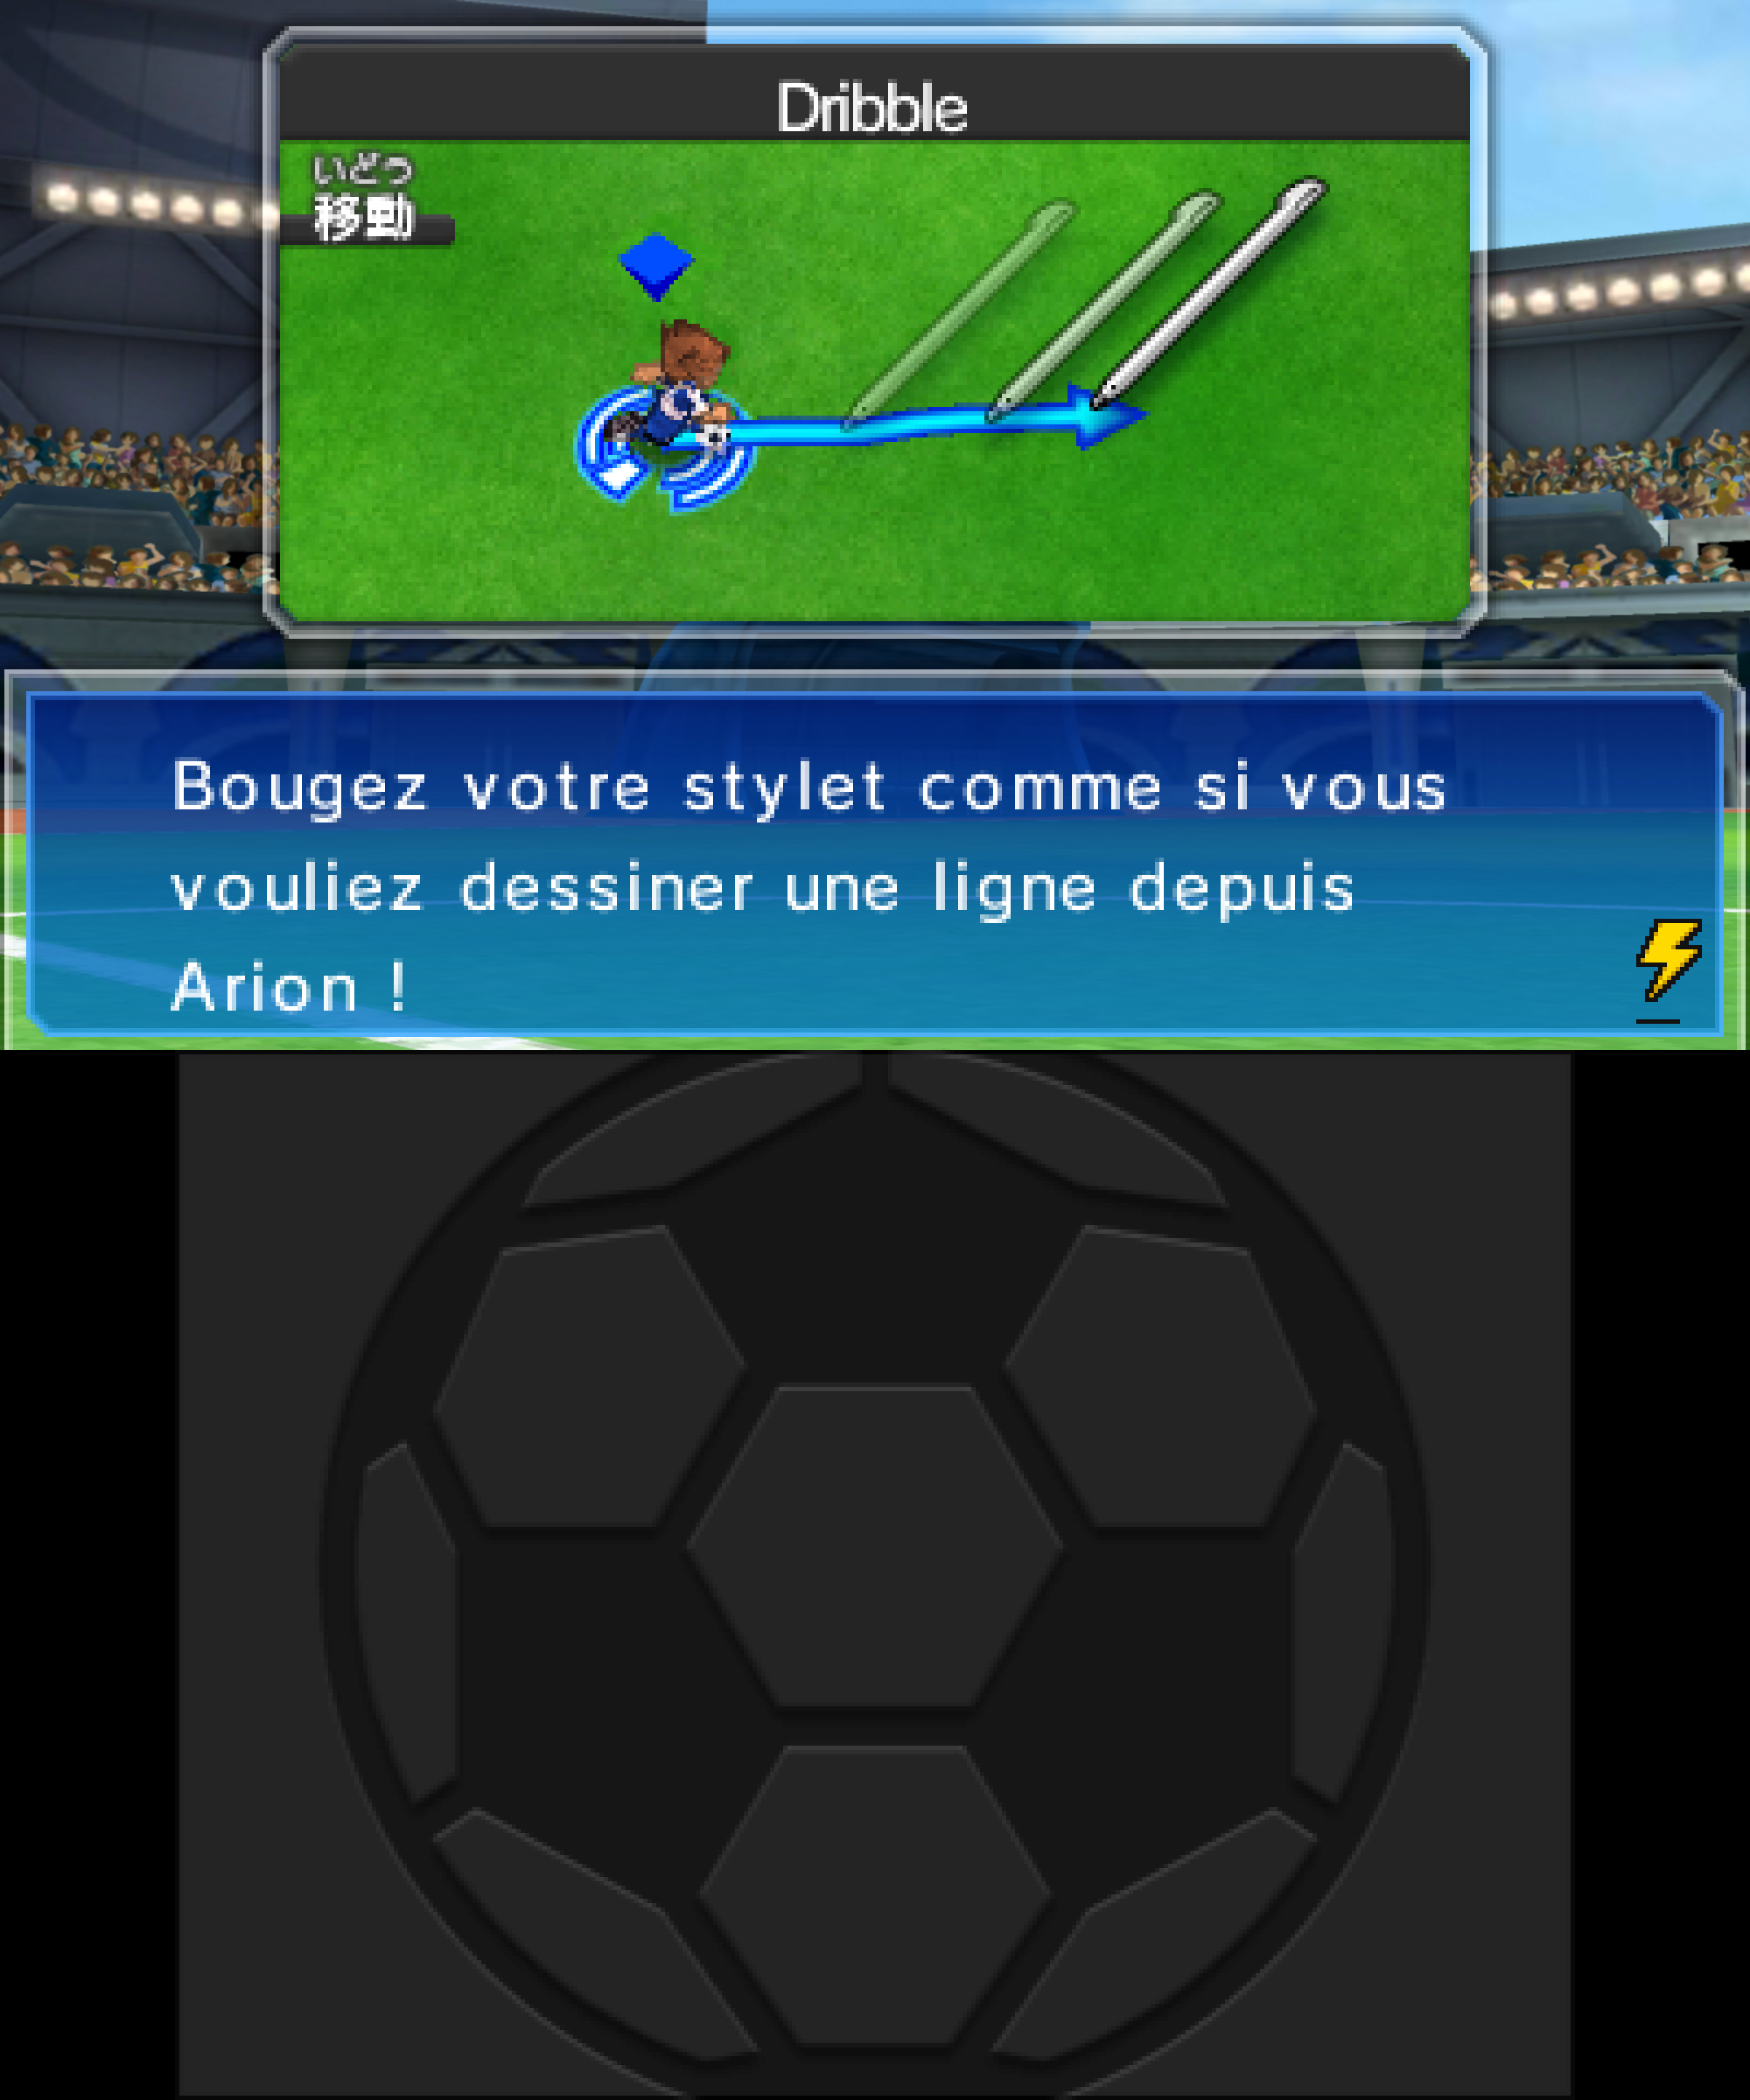 Dribble
いどう
移動
Bougez votre stylet comme si vous
vouliez dessiner une ligne depuis
Arion !